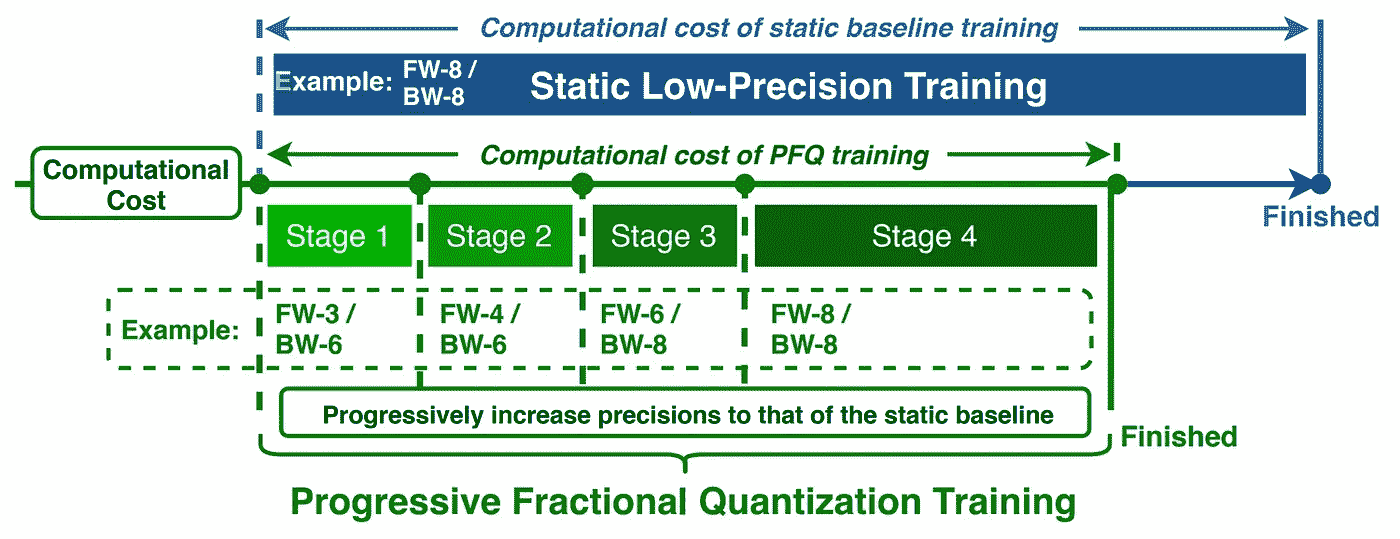 Computational cost of static baseline training
Example: FW-8 /
BW-8
Static Low-Precision Training
Computational cost of PFQ training
Computational
Cost
Finished
Stage 1
Stage 2
Stage 3
Stage 4
Example:
FW-3 /
BW-6
FW-4 /
BW-6
FW-6 /
BW-8
FW-8 /
BW-8
Progressively increase precisions to that of the static baseline
Finished
Progressive Fractional Quantization Training